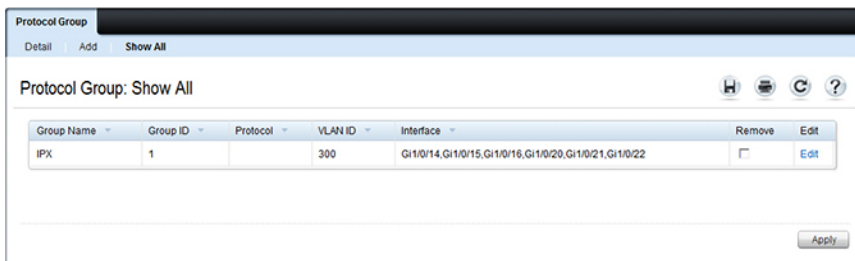 Protocol Group
Detail Add Show All
Protocol Group: Show All
Group Name Group ID Protocol VLAN ID Interface Remove Edit
IPX 1 300 Gi1/0/14,Gi1/0/15,Gi1/0/16,Gi1/0/20,Gi1/0/21,Gi1/0/22 Edit
Apply